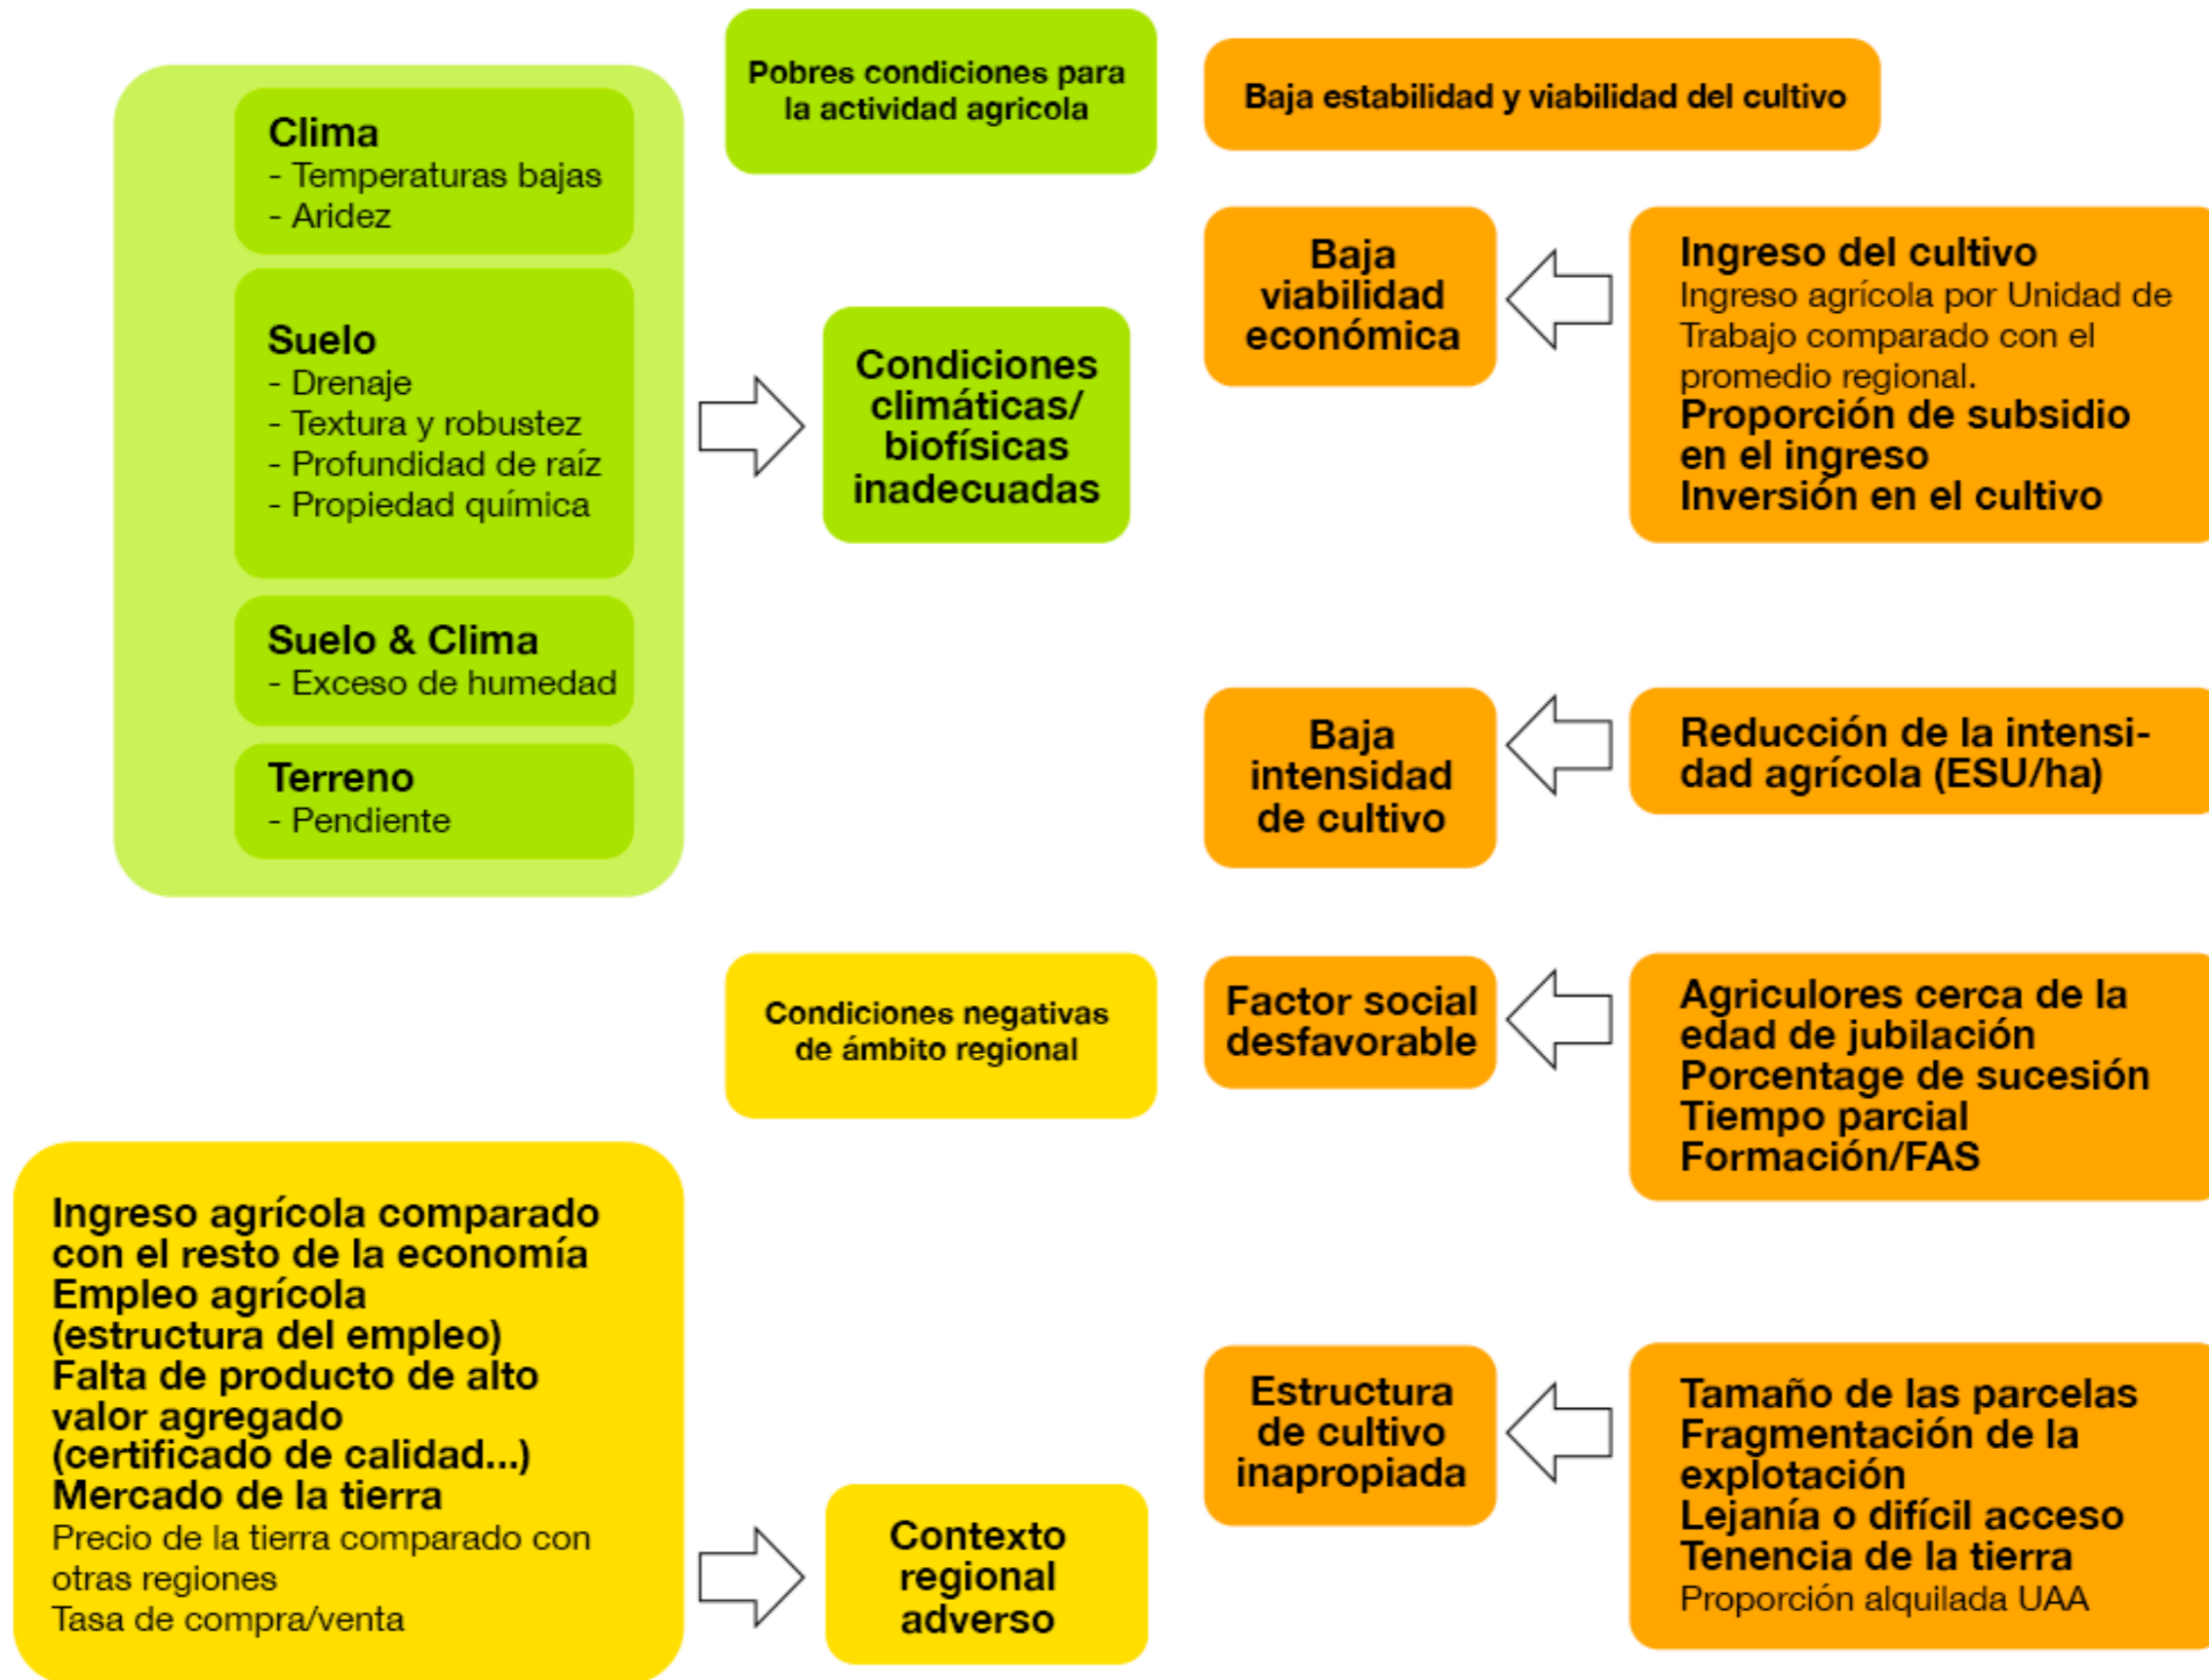 Pobres condiciones para
la actividad agricola
Clima
- Temperaturas bajas
- Aridez
Suelo
- Drenaje
- Textura y robustez
- Profundidad de raíz
- Propiedad química
Suelo & Clima
- Exceso de humedad
Terreno
- Pendiente
Condiciones
climáticas/
biofísicas
inadecuadas
Baja estabilidad y viabilidad del cultivo
Baja
viabilidad
económica
Ingreso del cultivo
Ingreso agrícola por Unidad de
Trabajo comparado con el
promedio regional.
Proporción de subsidio
en el ingreso
Inversión en el cultivo
Baja
intensidad
de cultivo
Reducción de la intensi-
dad agrícola (ESU/ha)
Factor social
desfavorable
Agriculores cerca de la
edad de jubilación
Porcentage de sucesión
Tiempo parcial
Formación/FAS
Estructura
de cultivo
inapropiada
Tamaño de las parcelas
Fragmentación de la
explotación
Lejanía o difícil acceso
Tenencia de la tierra
Proporción alquilada UAA
Condiciones negativas
de ámbito regional
Ingreso agrícola comparado
con el resto de la economía
Empleo agrícola
(estructura del empleo)
Falta de producto de alto
valor agregado
(certificado de calidad...)
Mercado de la tierra
Precio de la tierra comparado con
otras regiones
Tasa de compra/venta
Contexto
regional
adverso